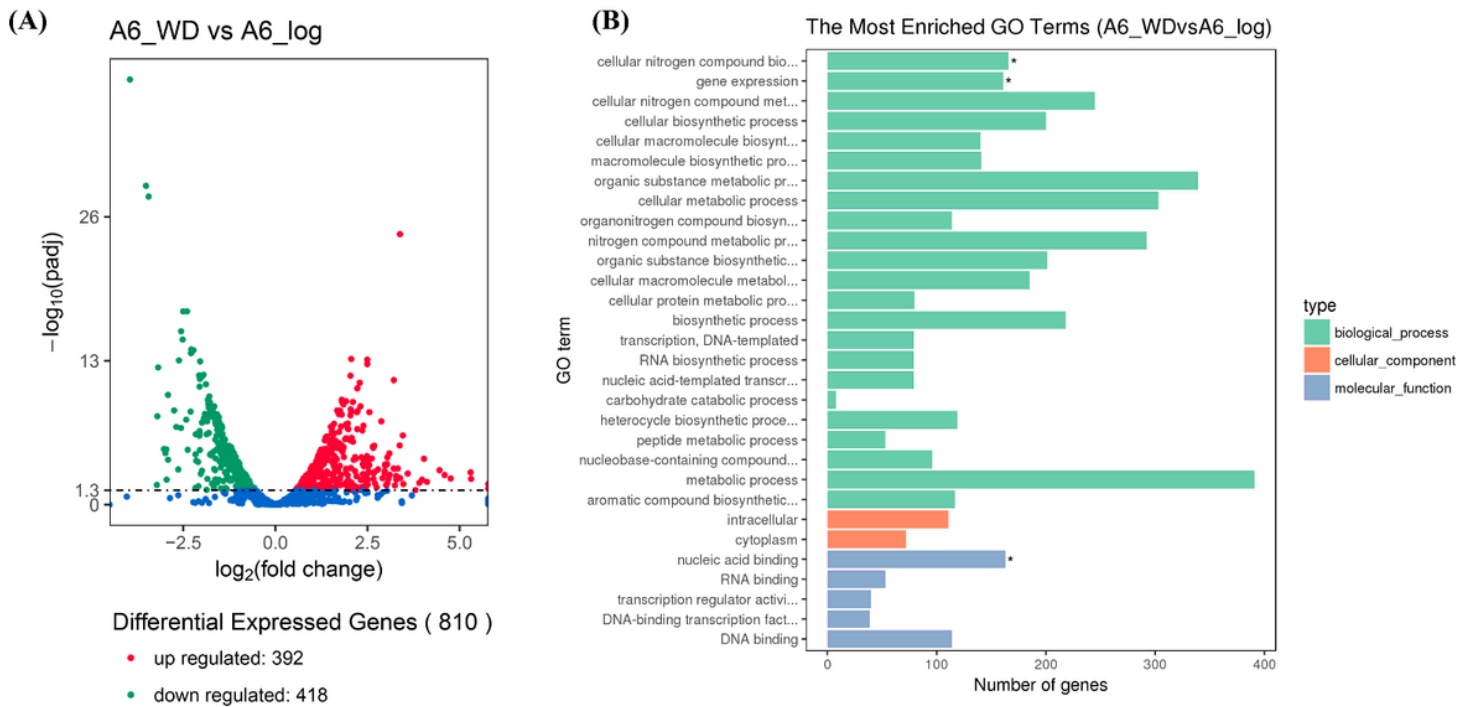 (A)
A6_WD vs A6_log
−log10(padj)
26
13
1.3
0
−2.5
0.0
2.5
5.0
log2(fold change)
Differential Expressed Genes ( 810 )
up regulated: 392
down regulated: 418
(B)
The Most Enriched GO Terms (A6_WDvsA6_log)
GO term
cellular nitrogen compound bio...
*
gene expression
*
cellular nitrogen compound met...
cellular biosynthetic process
cellular macromolecule biosynt...
macromolecule biosynthetic pro...
organic substance metabolic pr...
cellular metabolic process
organonitrogen compound biosyn...
nitrogen compound metabolic pr...
organic substance biosynthetic...
cellular macromolecule metabol...
cellular protein metabolic pro...
biosynthetic process
transcription, DNA-templated
RNA biosynthetic process
nucleic acid-templated transcr...
carbohydrate catabolic process
heterocycle biosynthetic proce...
peptide metabolic process
nucleobase-containing compound...
metabolic process
aromatic compound biosynthetic...
intracellular
cytoplasm
nucleic acid binding
*
RNA binding
transcription regulator activi...
DNA-binding transcription fact...
DNA binding
0
100
200
300
400
Number of genes
type
biological_process
cellular_component
molecular_function